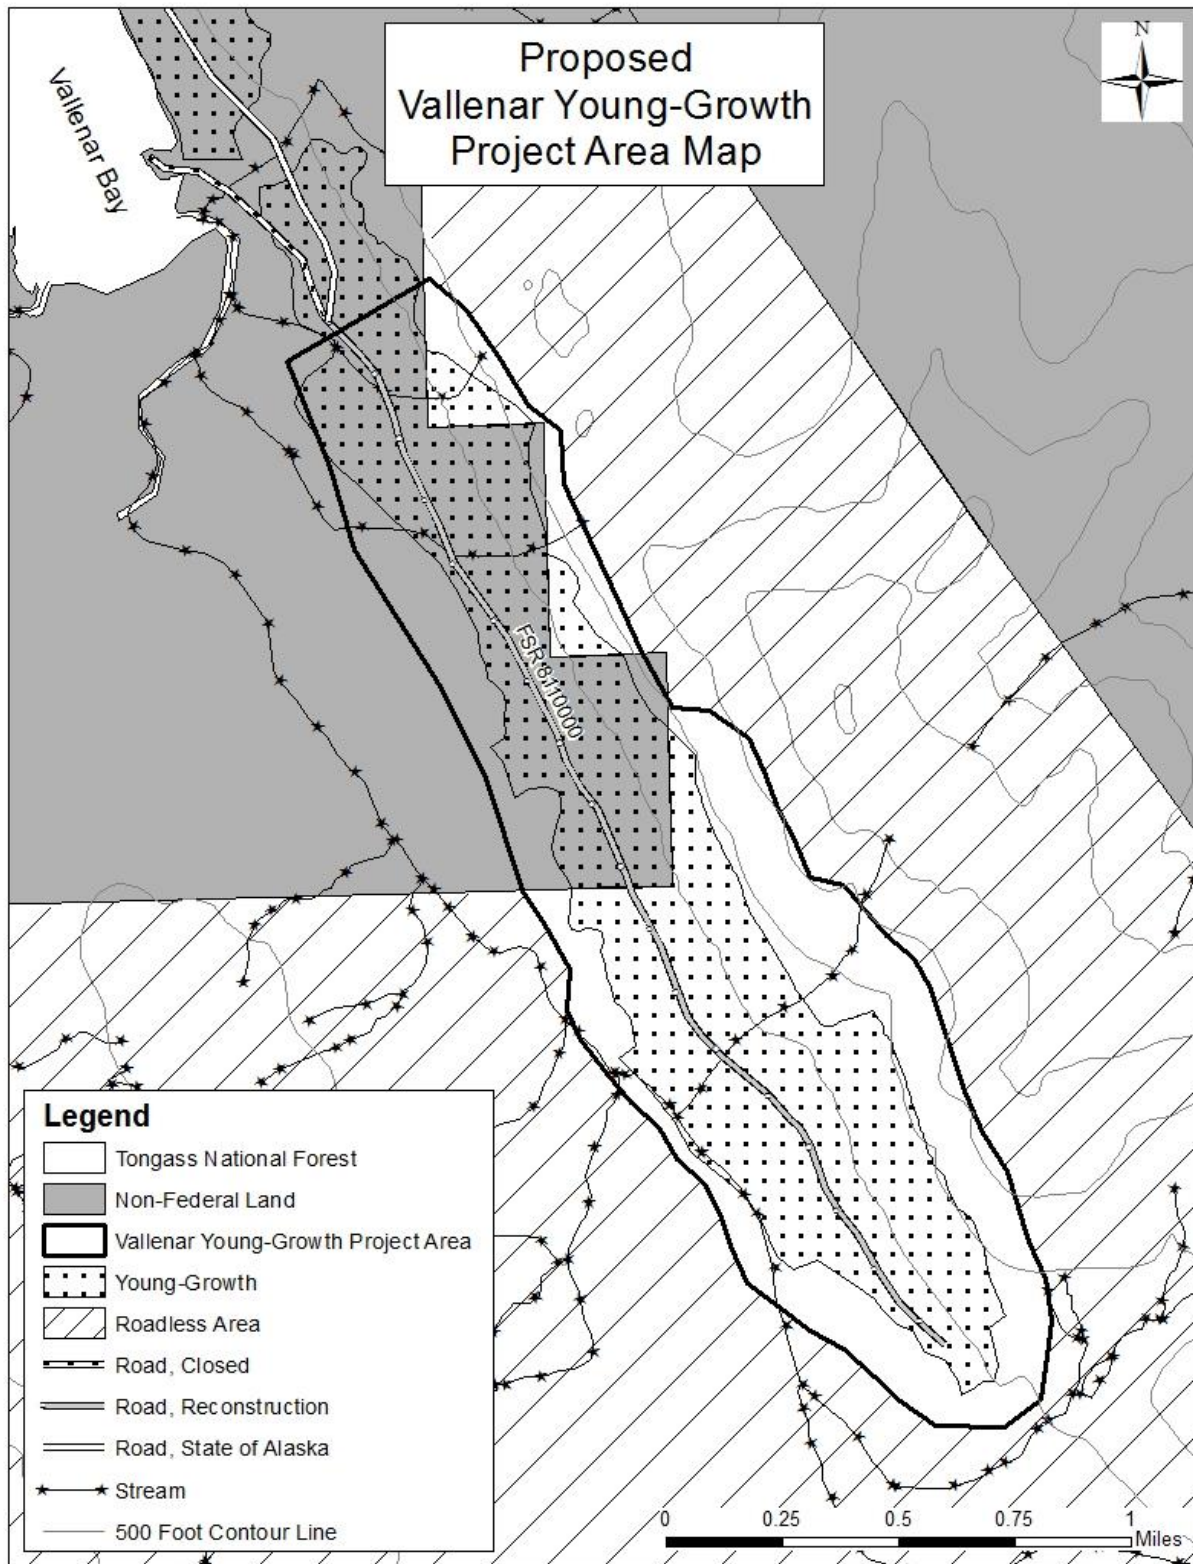 Proposed
Vallenar Young-Growth
Project Area Map
N
Vallenar Bay
FSR 8110000
Legend
Tongass National Forest
Non-Federal Land
Vallenar Young-Growth Project Area
Young-Growth
Roadless Area
Road, Closed
Road, Reconstruction
Road, State of Alaska
Stream
500 Foot Contour Line
0 0.25 0.5 0.75 1
Miles